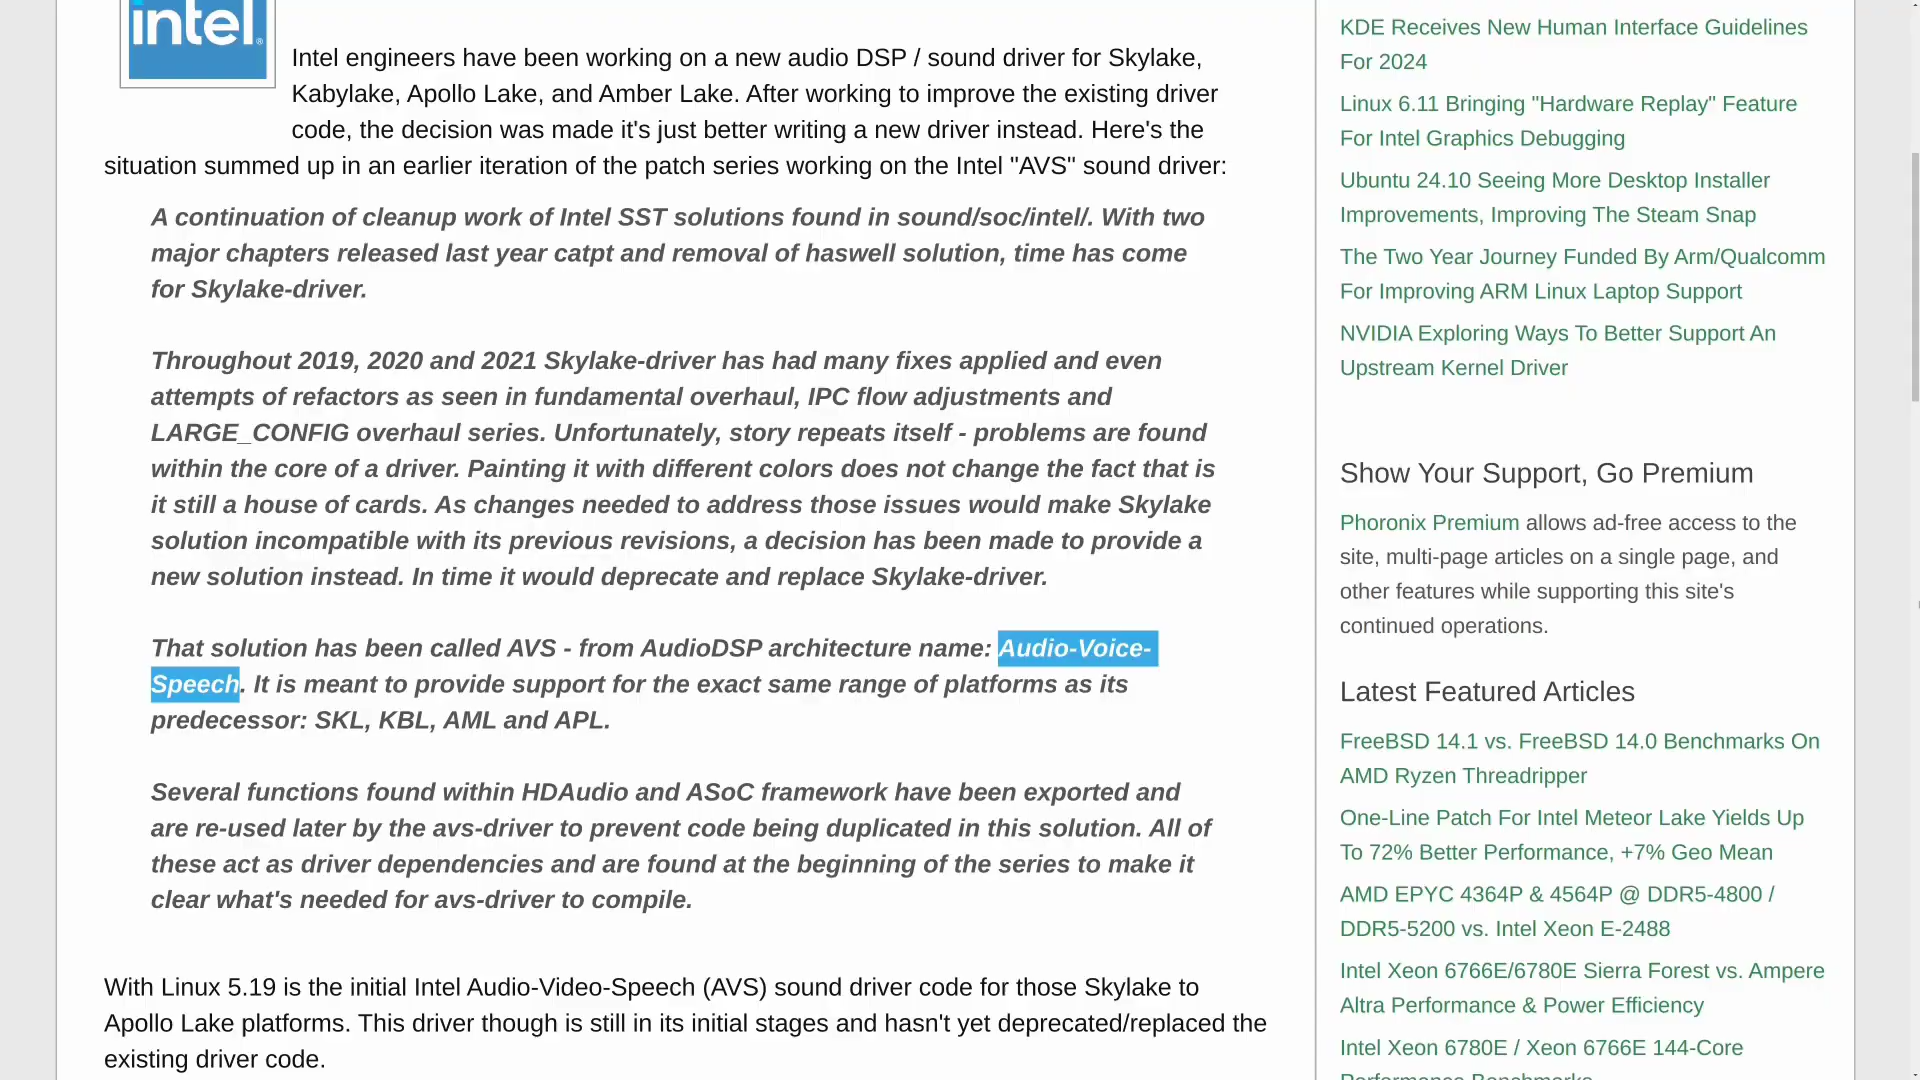 intel®
Intel engineers have been working on a new audio DSP / sound driver for Skylake,
Kabylake, Apollo Lake, and Amber Lake. After working to improve the existing driver
code, the decision was made it's just better writing a new driver instead. Here's the
situation summed up in an earlier iteration of the patch series working on the Intel "AVS" sound driver:
A continuation of cleanup work of Intel SST solutions found in sound/soc/intel/. With two
major chapters released last year catpt and removal of haswell solution, time has come
for Skylake-driver.
Throughout 2019, 2020 and 2021 Skylake-driver has had many fixes applied and even
attempts of refactors as seen in fundamental overhaul, IPC flow adjustments and
LARGE_CONFIG overhaul series. Unfortunately, story repeats itself - problems are found
within the core of a driver. Painting it with different colors does not change the fact that is
it still a house of cards. As changes needed to address those issues would make Skylake
solution incompatible with its previous revisions, a decision has been made to provide a
new solution instead. In time it would deprecate and replace Skylake-driver.
That solution has been called AVS - from AudioDSP architecture name: Audio-Voice-
Speech. It is meant to provide support for the exact same range of platforms as its
predecessor: SKL, KBL, AML and APL.
Several functions found within HDAudio and ASoC framework have been exported and
are re-used later by the avs-driver to prevent code being duplicated in this solution. All of
these act as driver dependencies and are found at the beginning of the series to make it
clear what's needed for avs-driver to compile.
With Linux 5.19 is the initial Intel Audio-Video-Speech (AVS) sound driver code for those Skylake to
Apollo Lake platforms. This driver though is still in its initial stages and hasn't yet deprecated/replaced the
existing driver code.
KDE Receives New Human Interface Guidelines
For 2024
Linux 6.11 Bringing "Hardware Replay" Feature
For Intel Graphics Debugging
Ubuntu 24.10 Seeing More Desktop Installer
Improvements, Improving The Steam Snap
The Two Year Journey Funded By Arm/Qualcomm
For Improving ARM Linux Laptop Support
NVIDIA Exploring Ways To Better Support An
Upstream Kernel Driver
Show Your Support, Go Premium
Phoronix Premium allows ad-free access to the
site, multi-page articles on a single page, and
other features while supporting this site's
continued operations.
Latest Featured Articles
FreeBSD 14.1 vs. FreeBSD 14.0 Benchmarks On
AMD Ryzen Threadripper
One-Line Patch For Intel Meteor Lake Yields Up
To 72% Better Performance, +7% Geo Mean
AMD EPYC 4364P & 4564P @ DDR5-4800 /
DDR5-5200 vs. Intel Xeon E-2488
Intel Xeon 6766E/6780E Sierra Forest vs. Ampere
Altra Performance & Power Efficiency
Intel Xeon 6780E / Xeon 6766E 144-Core
Performance Benchmarks